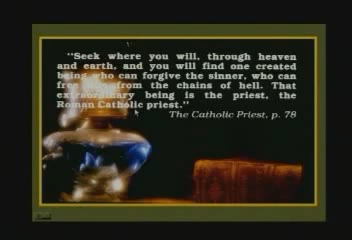 "Seek where you will, through heaven
and earth, and you will find one created
being who can forgive the sinner, who can
free him from the chains of hell. That
extraordinary being is the priest, the
Roman Catholic priest."
The Catholic Priest, p. 78